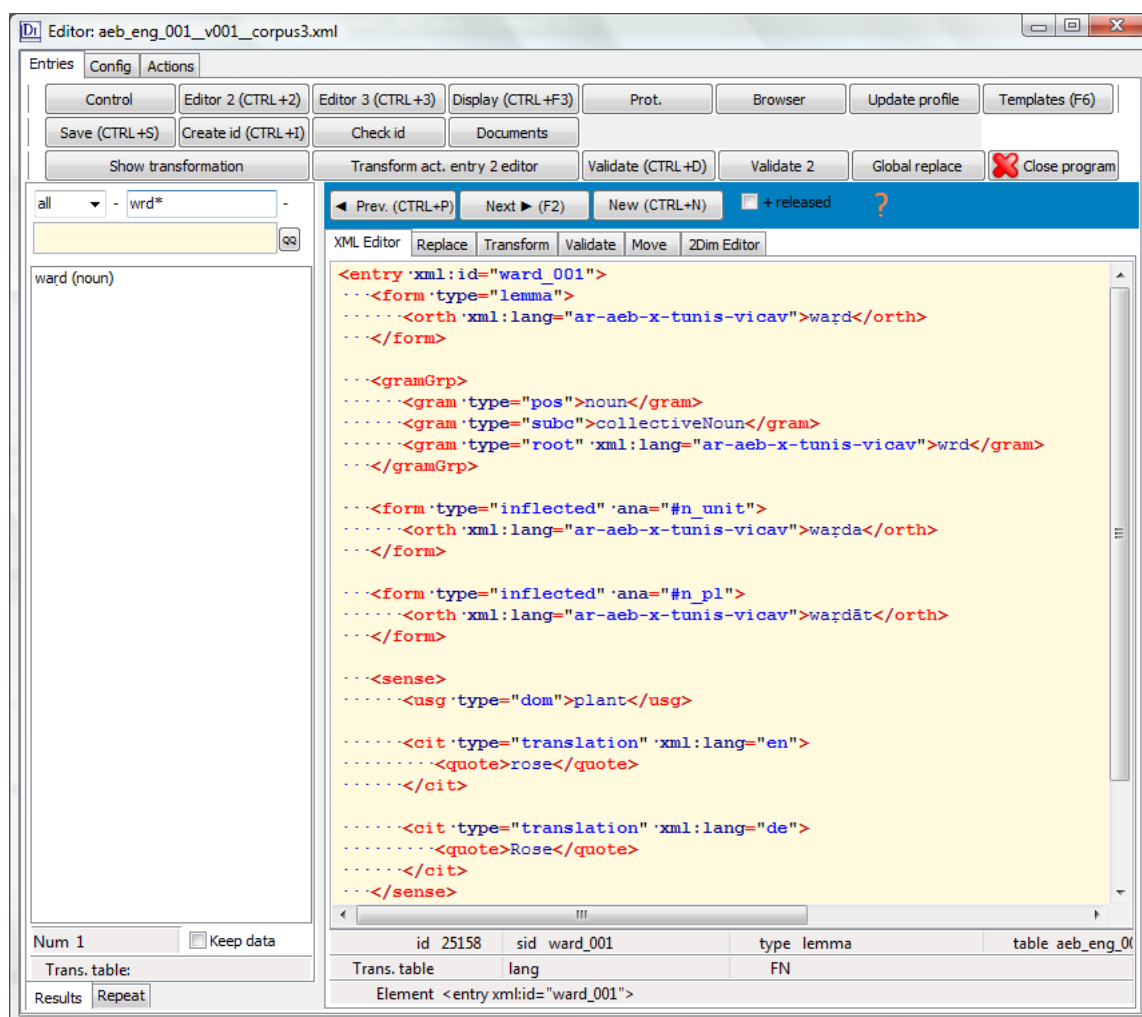 DI Editor: aeb_eng_001__v001__corpus3.xml
Entries Config Actions
Control Editor 2 (CTRL+2) Editor 3 (CTRL+3) Display (CTRL+F3) Prot. Browser Update profile Templates (F6)
Save (CTRL+S) Create id (CTRL+I) Check id Documents
Show transformation Transform act. entry 2 editor Validate (CTRL+D) Validate 2 Global replace Close program
all - wrd* -
ward (noun)
Num 1 Keep data
Trans. table:
Results Repeat
◄ Prev. (CTRL+P) Next ► (F2) New (CTRL+N) + released ?
XML Editor Replace Transform Validate Move 2Dim Editor
<entry·xml:id="ward_001">
···<form·type="lemma">
······<orth·xml:lang="ar-aeb-x-tunis-vicav">waṛd</orth>
···</form>
···<gramGrp>
······<gram·type="pos">noun</gram>
······<gram·type="subc">collectiveNoun</gram>
······<gram·type="root"·xml:lang="ar-aeb-x-tunis-vicav">wrd</gram>
···</gramGrp>
···<form·type="inflected"·ana="#n_unit">
······<orth·xml:lang="ar-aeb-x-tunis-vicav">waṛda</orth>
···</form>
···<form·type="inflected"·ana="#n_pl">
······<orth·xml:lang="ar-aeb-x-tunis-vicav">waṛdāt</orth>
···</form>
···<sense>
······<usg·type="dom">plant</usg>
······<cit·type="translation"·xml:lang="en">
·········<quote>rose</quote>
······</cit>
······<cit·type="translation"·xml:lang="de">
·········<quote>Rose</quote>
······</cit>
···</sense>
id 25158 sid ward_001 type lemma table aeb_eng_00
Trans. table lang FN
Element <entry xml:id="ward_001">